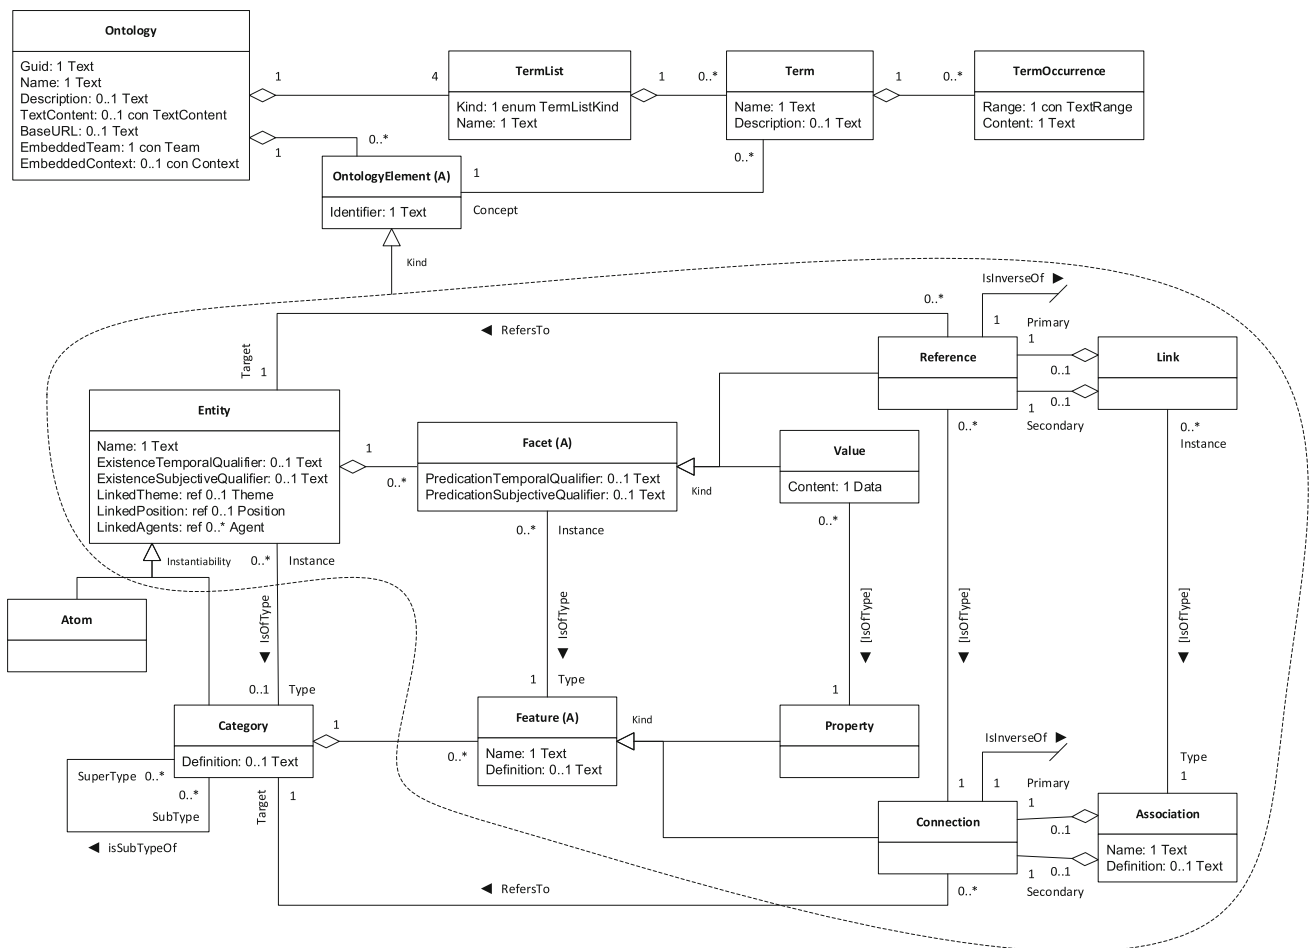 Ontology
Guid: 1 Text
Name: 1 Text
Description: 0..1 Text
TextContent: 0..1 con TextContent
BaseURL: 0..1 Text
EmbeddedTeam: 1 con Team
EmbeddedContext: 0..1 con Context
1
4
TermList
Kind: 1 enum TermListKind
Name: 1 Text
1
0..*
Term
Name: 1 Text
Description: 0..1 Text
1
0..*
TermOccurrence
Range: 1 con TextRange
Content: 1 Text
1
0..*
OntologyElement (A)
Identifier: 1 Text
1
Concept
0..*
Kind
IsInverseOf ►
0..*
1
Primary
◄ RefersTo
Target
1
Reference
1
0..1
0..1
1
Secondary
Link
Entity
Name: 1 Text
ExistenceTemporalQualifier: 0..1 Text
ExistenceSubjectiveQualifier: 0..1 Text
LinkedTheme: ref 0..1 Theme
LinkedPosition: ref 0..1 Position
LinkedAgents: ref 0..* Agent
1
0..*
Facet (A)
PredicationTemporalQualifier: 0..1 Text
PredicationSubjectiveQualifier: 0..1 Text
Kind
Value
Content: 1 Data
0..*
0..*
Instance
Instantiability
0..*
Instance
0..*
Instance
0..*
Atom
◄ IsOfType
◄ IsOfType
◄ [IsOfType]
◄ [IsOfType]
◄ [IsOfType]
0..1
Type
1
Type
1
Category
Definition: 0..1 Text
1
0..*
Feature (A)
Name: 1 Text
Definition: 0..1 Text
Kind
Property
SuperType 0..*
0..*
SubType
◄ isSubTypeOf
Target
1
IsInverseOf ►
1
1
Primary
Type
1
Connection
1
0..1
0..1
1
Secondary
Association
Name: 1 Text
Definition: 0..1 Text
◄ RefersTo
0..*